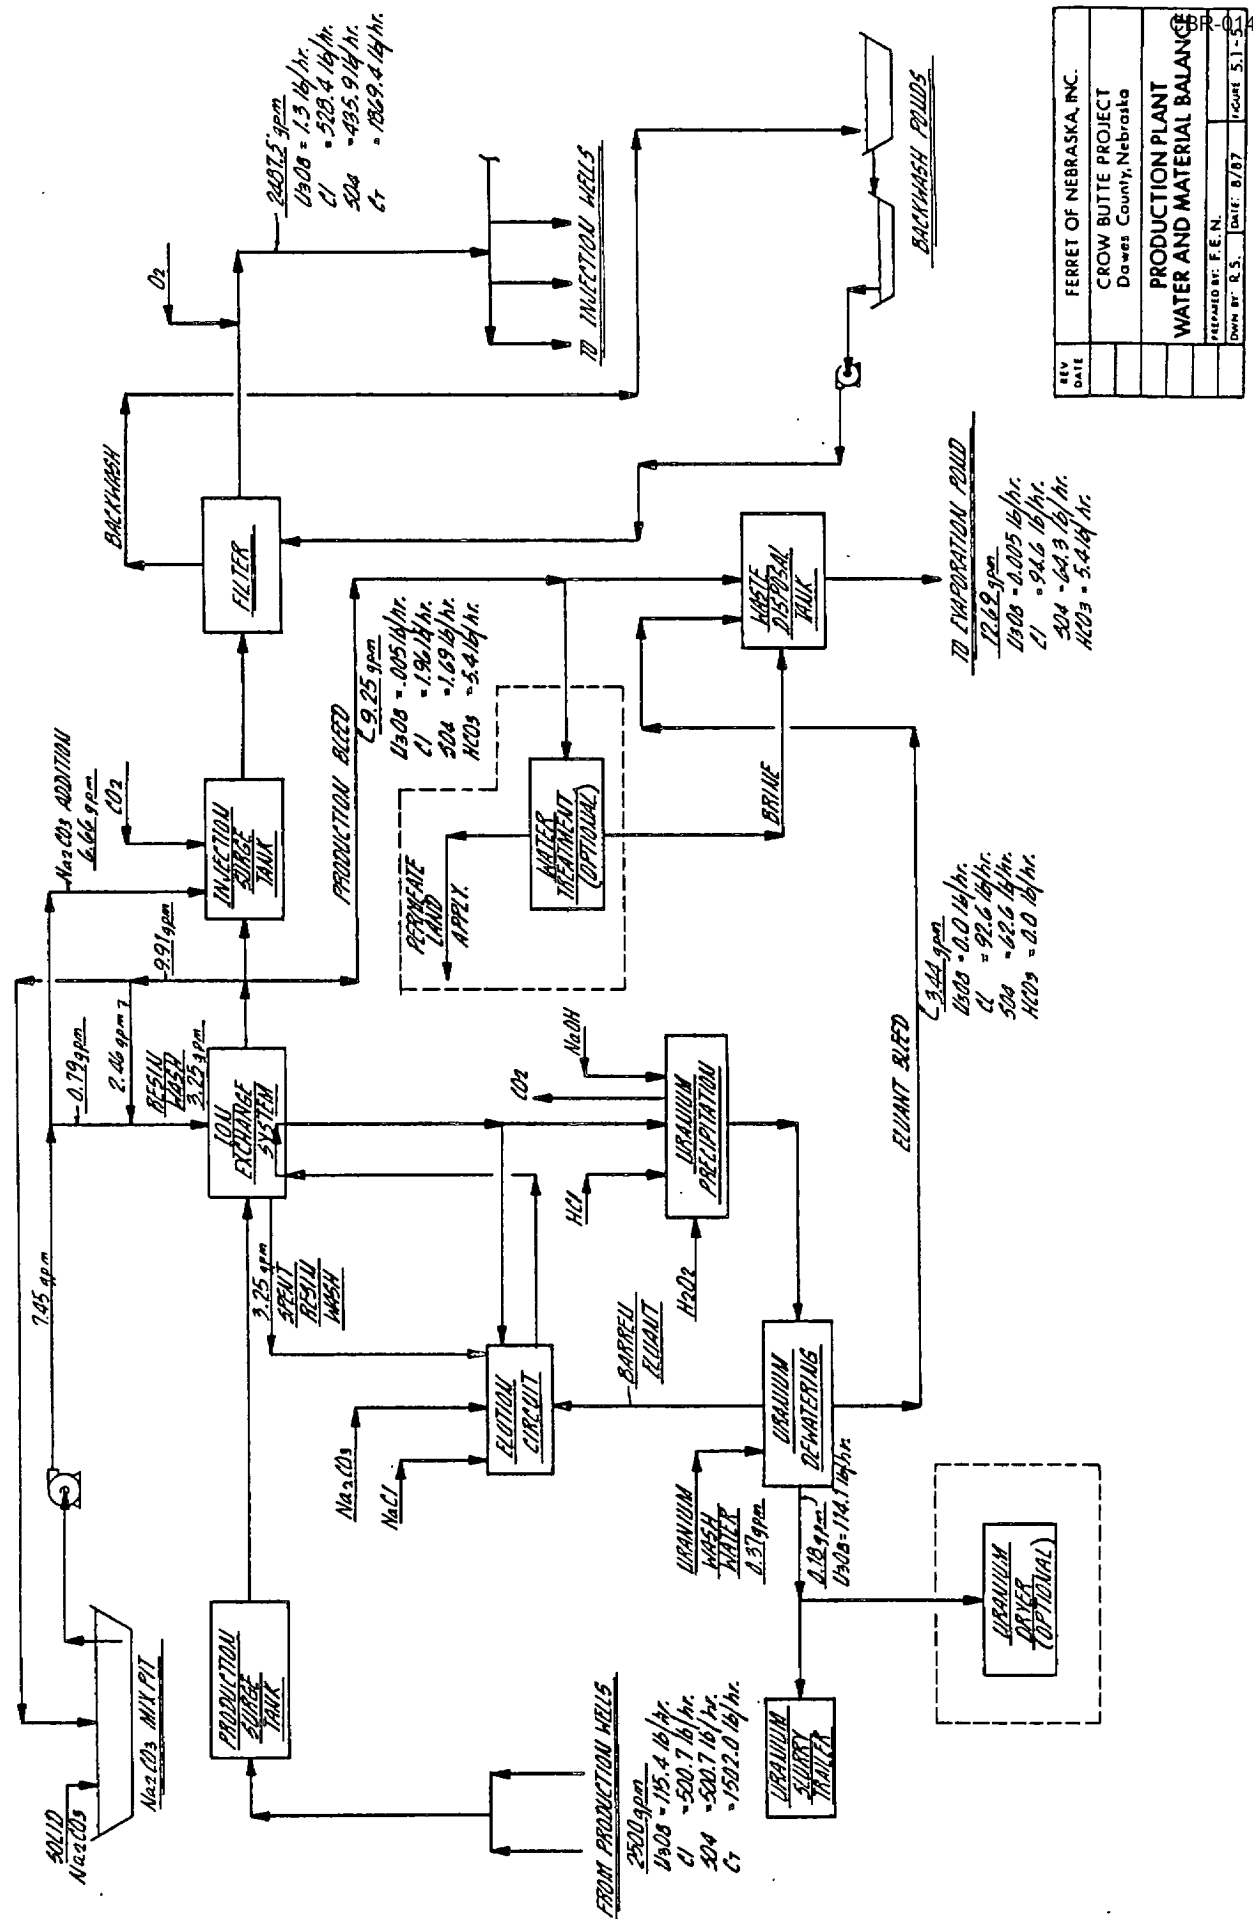 SOLID
Na2CO3
Na2CO3 MIX PIT
7.45 gpm
0.79 gpm
2.46 gpm
RESIN
WASH
3.25 gpm
9.91 gpm
Na2CO3 ADDITION
6.66 gpm
CO2
O2
PRODUCTION
SURGE
TANK
ION
EXCHANGE
SYSTEM
INJECTION
SURGE
TANK
FILTER
BACKWASH
2487.5 gpm
U3O8 = 1.3 lb/hr.
Cl = 528.4 lb/hr.
SO4 = 435.9 lb/hr.
CT = 1869.4 lb/hr.
TO INJECTION WELLS
3.25 gpm
SPENT
RESIN
WASH
PRODUCTION BLEED
9.25 gpm
U3O8 = .005 lb/hr.
Cl = 1.96 lb/hr.
SO4 = 1.69 lb/hr.
HCO3 = 5.4 lb/hr.
Na2CO3
NaCl
ELUTION
CIRCUIT
BARREN
ELUANT
HCl
H2O2
CO2
NaOH
URANIUM
PRECIPITATION
PERMEATE
LAND
APPLY.
WATER
TREATMENT
(OPTIONAL)
BRINE
WASTE
DISPOSAL
TANK
BACKWASH PONDS
FROM PRODUCTION WELLS
2500 gpm
U3O8 = 115.4 lb/hr.
Cl = 500.7 lb/hr.
SO4 = 500.7 lb/hr.
CT = 1502.0 lb/hr.
URANIUM
WASH
WATER
0.37 gpm
URANIUM
DEWATERING
0.18 gpm
U3O8 = 114.1 lb/hr.
URANIUM
SLURRY
TRAILER
URANIUM
DRYER
(OPTIONAL)
ELUANT BLEED
3.44 gpm
U3O8 = 0.0 lb/hr.
Cl = 92.6 lb/hr.
SO4 = 62.6 lb/hr.
HCO3 = 0.0 lb/hr.
TO EVAPORATION POND
12.69 gpm
U3O8 = 0.005 lb/hr.
Cl = 94.6 lb/hr.
SO4 = 64.3 lb/hr.
HCO3 = 5.4 lb/hr.
REV
DATE
FERRET OF NEBRASKA, INC.
CROW BUTTE PROJECT
Dawes County, Nebraska
PRODUCTION PLANT
WATER AND MATERIAL BALANCE
PREPARED BY: F.E.N.
DWN BY: R.S. DATE: 8/87 FIGURE 5.1-5
CBR-014